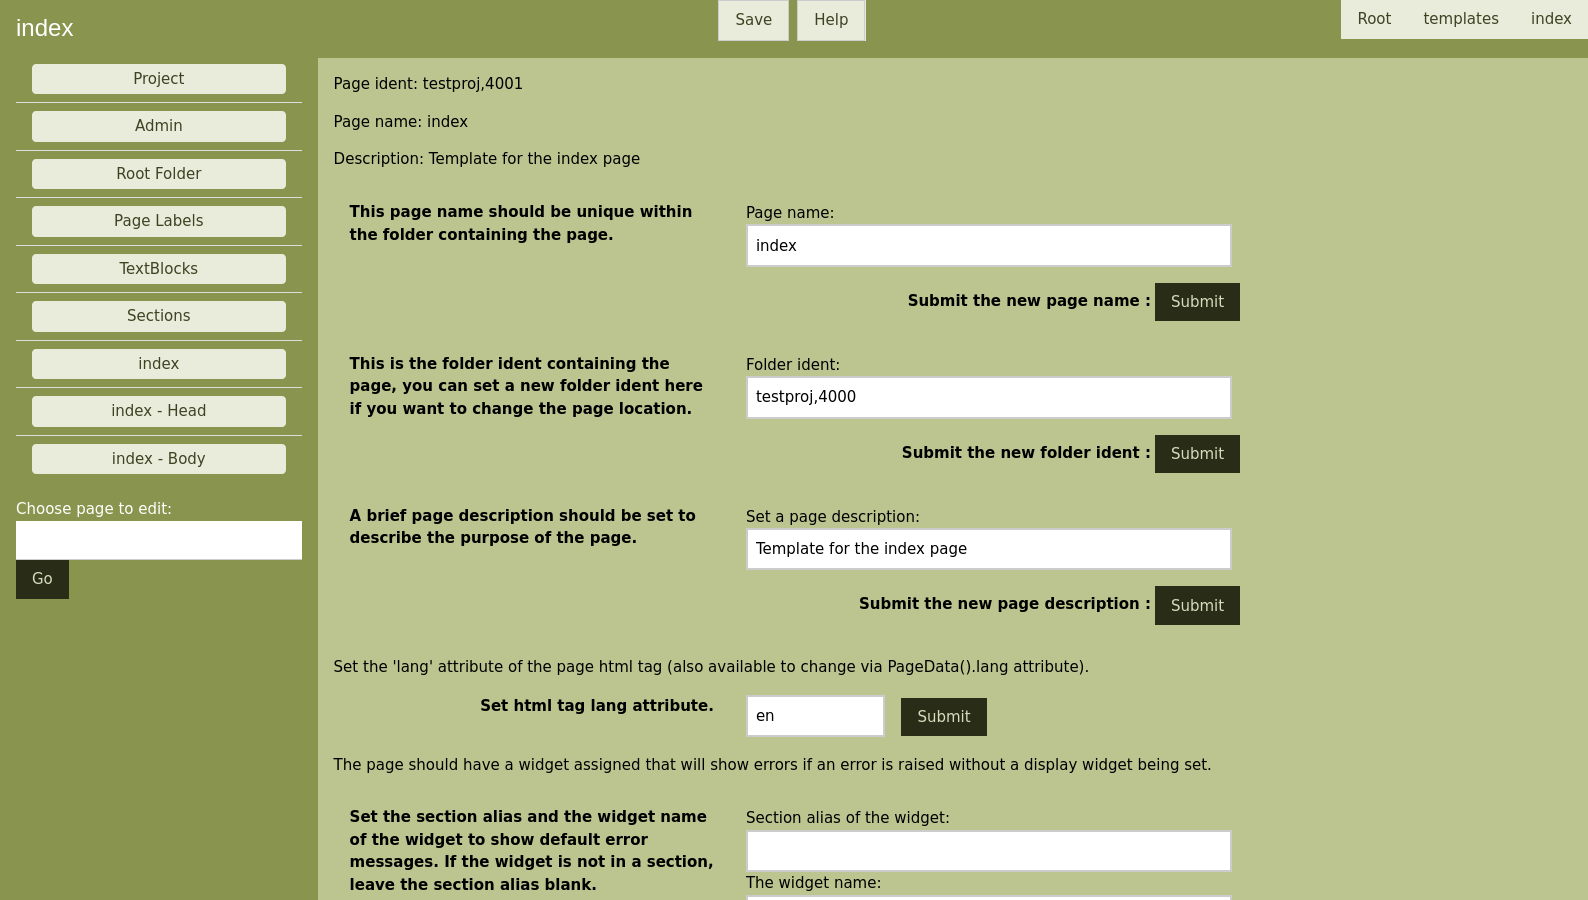 index
Save
Help
Root
templates
index
Project
Admin
Root Folder
Page Labels
TextBlocks
Sections
index
index - Head
index - Body
Choose page to edit:
Go
Page ident: testproj,4001
Page name: index
Description: Template for the index page
This page name should be unique within
the folder containing the page.
Page name:
index
Submit the new page name :
Submit
This is the folder ident containing the
page, you can set a new folder ident here
if you want to change the page location.
Folder ident:
testproj,4000
Submit the new folder ident :
Submit
A brief page description should be set to
describe the purpose of the page.
Set a page description:
Template for the index page
Submit the new page description :
Submit
Set the 'lang' attribute of the page html tag (also available to change via PageData().lang attribute).
Set html tag lang attribute.
en
Submit
The page should have a widget assigned that will show errors if an error is raised without a display widget being set.
Set the section alias and the widget name
of the widget to show default error
messages. If the widget is not in a section,
leave the section alias blank.
Section alias of the widget:
The widget name: